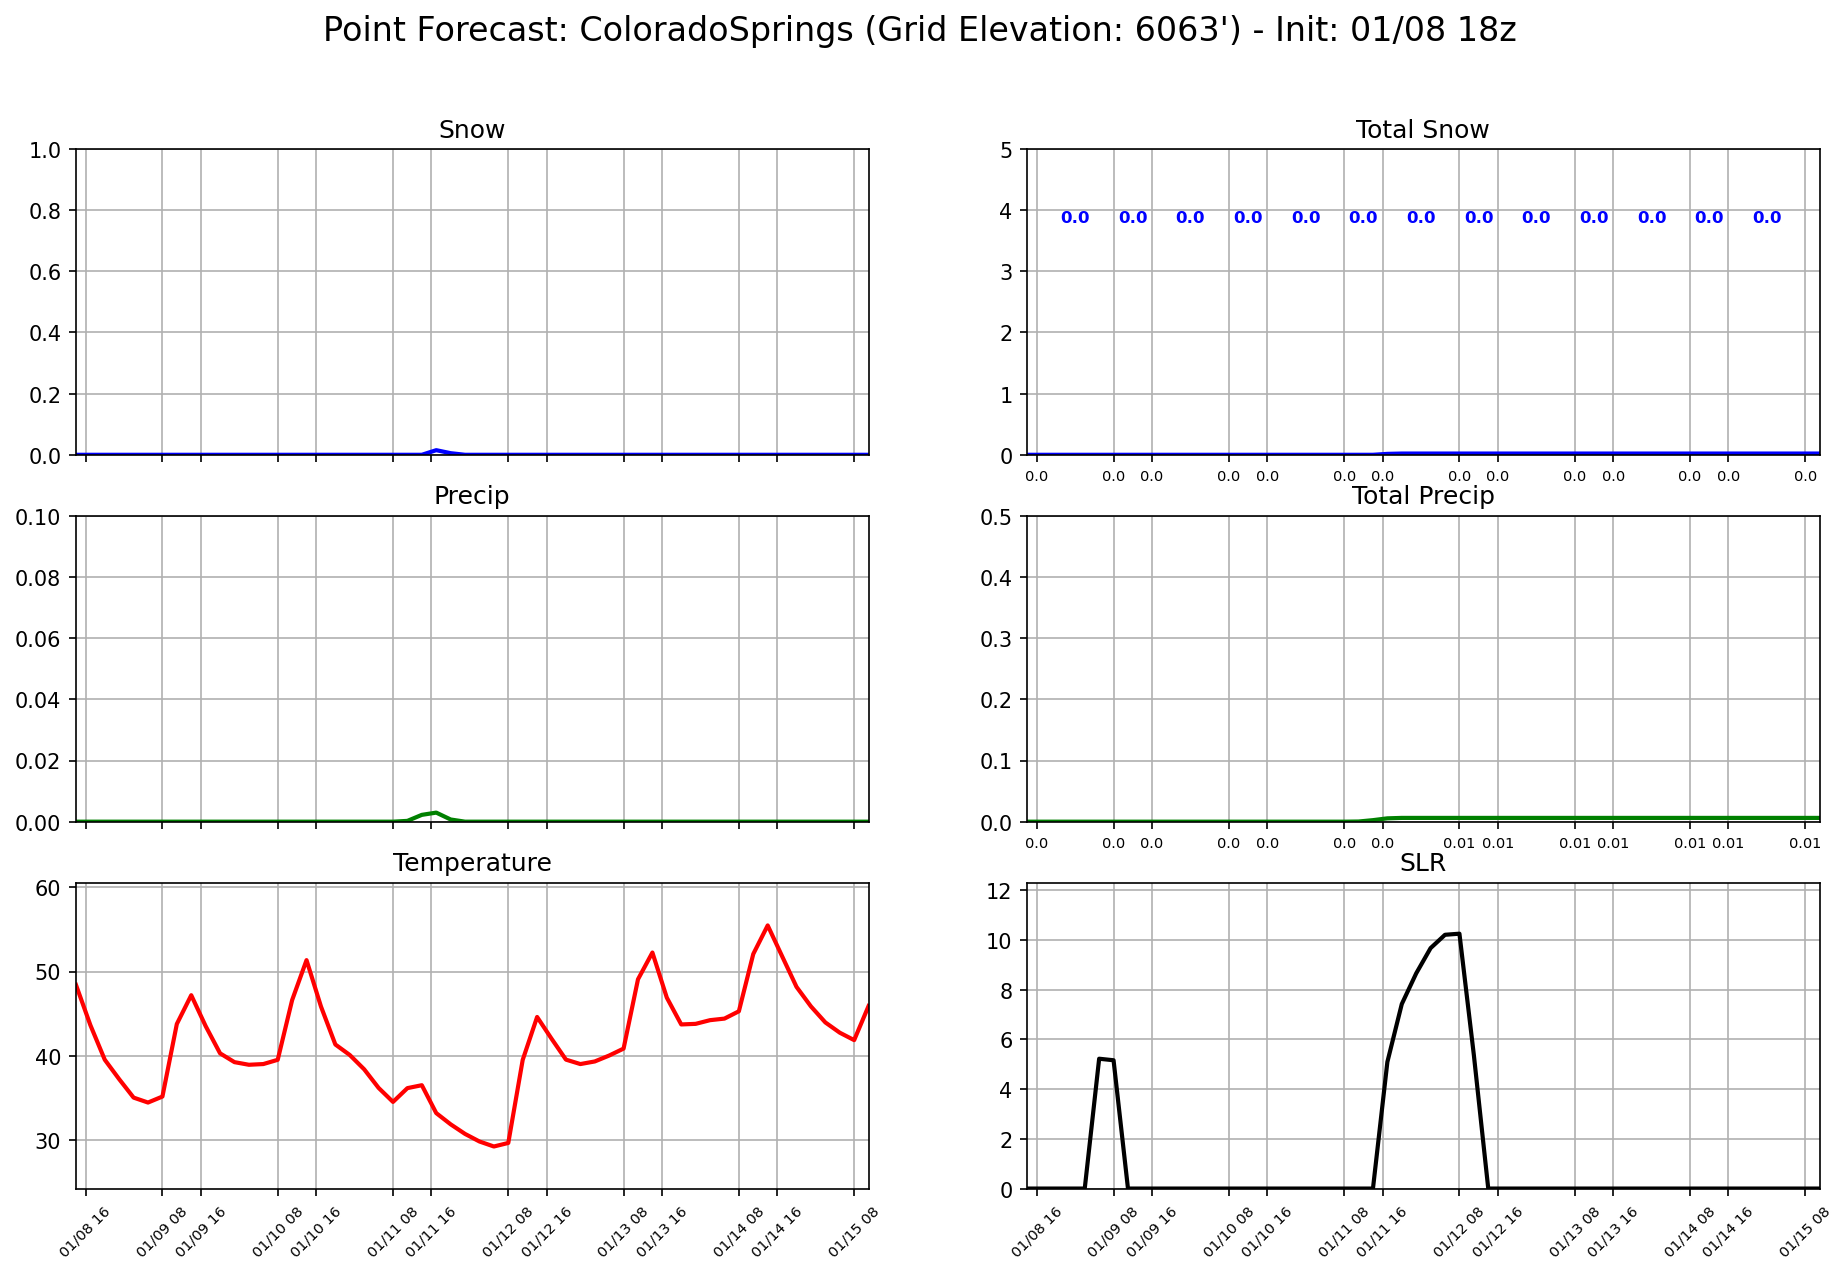 Point Forecast: ColoradoSprings (Grid Elevation: 6063') - Init: 01/08 18z
Snow
1.0
0.8
0.6
0.4
0.2
0.0
Total Snow
5
4
3
2
1
0
0.0 0.0 0.0 0.0 0.0 0.0 0.0 0.0 0.0 0.0 0.0 0.0 0.0
0.0 0.0 0.0 0.0 0.0 0.0 0.0 0.0 0.0 0.0 0.0 0.0 0.0 0.0
Precip
0.10
0.08
0.06
0.04
0.02
0.00
Total Precip
0.5
0.4
0.3
0.2
0.1
0.0
0.0 0.0 0.0 0.0 0.0 0.0 0.0 0.01 0.01 0.01 0.01 0.01 0.01 0.01
Temperature
60
50
40
30
01/08 16 01/09 08 01/09 16 01/10 08 01/10 16 01/11 08 01/11 16 01/12 08 01/12 16 01/13 08 01/13 16 01/14 08 01/14 16 01/15 08
SLR
12
10
8
6
4
2
0
01/08 16 01/09 08 01/09 16 01/10 08 01/10 16 01/11 08 01/11 16 01/12 08 01/12 16 01/13 08 01/13 16 01/14 08 01/14 16 01/15 08